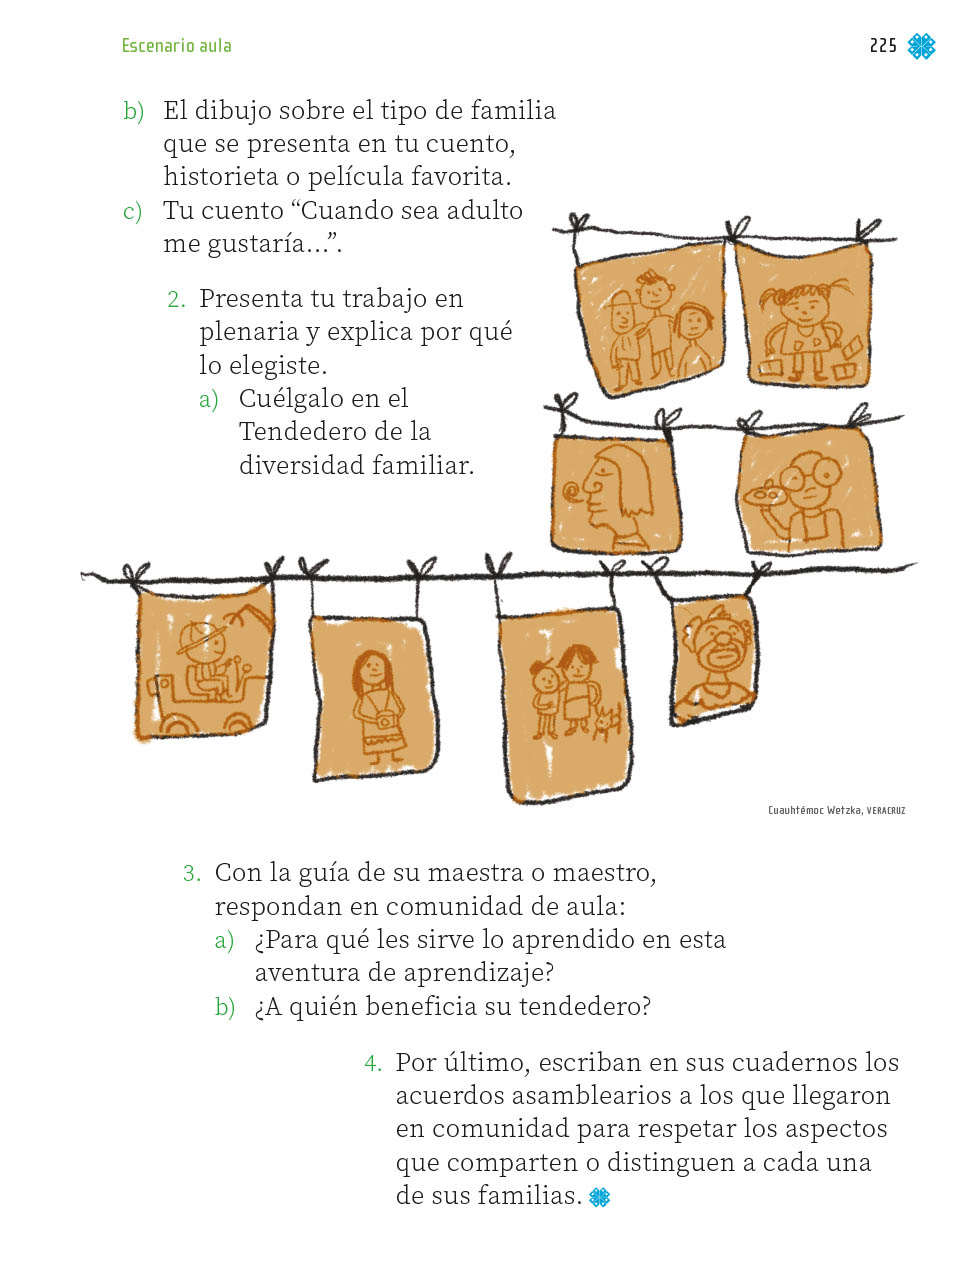 Escenario aula
225
b) El dibujo sobre el tipo de familia
que se presenta en tu cuento,
historieta o película favorita.
c) Tu cuento “Cuando sea adulto
me gustaría...”.
2. Presenta tu trabajo en
plenaria y explica por qué
lo elegiste.
a) Cuélgalo en el
Tendedero de la
diversidad familiar.
Cuauhtémoc Wetzka, VERACRUZ
3. Con la guía de su maestra o maestro,
respondan en comunidad de aula:
a) ¿Para qué les sirve lo aprendido en esta
aventura de aprendizaje?
b) ¿A quién beneficia su tendedero?
4. Por último, escriban en sus cuadernos los
acuerdos asamblearios a los que llegaron
en comunidad para respetar los aspectos
que comparten o distinguen a cada una
de sus familias.